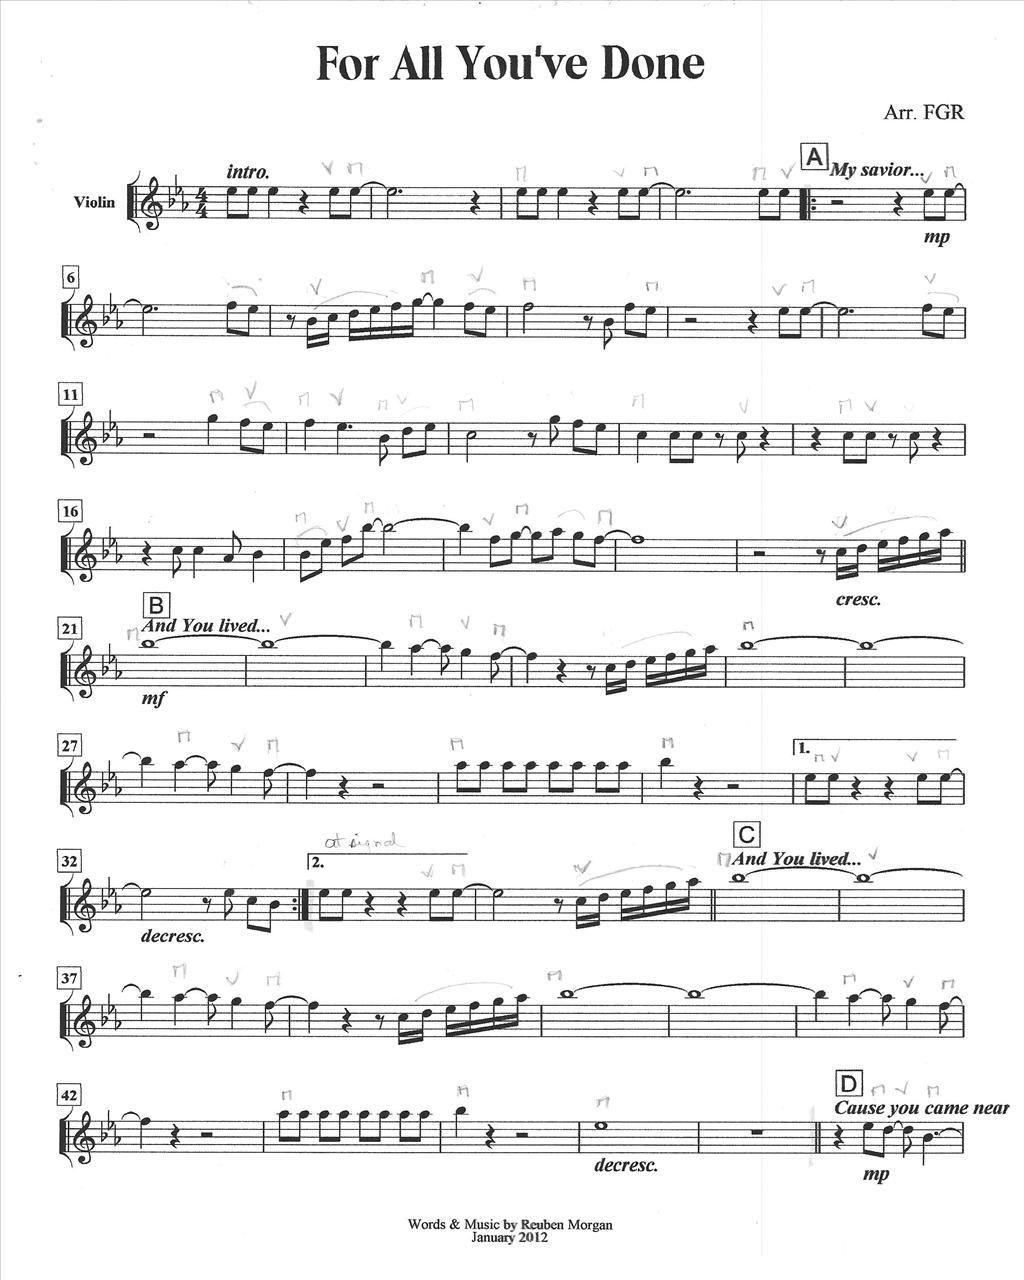 For All You've Done
Arr. FGR
A
intro.
My savior...
Violin
mp
6
11
16
cresc.
B
21
And You lived...
mf
27
1.
C
at signal
32
2.
And You lived...
decresc.
37
42
D
Cause you came near
decresc.
mp
Words & Music by Reuben Morgan
January 2012